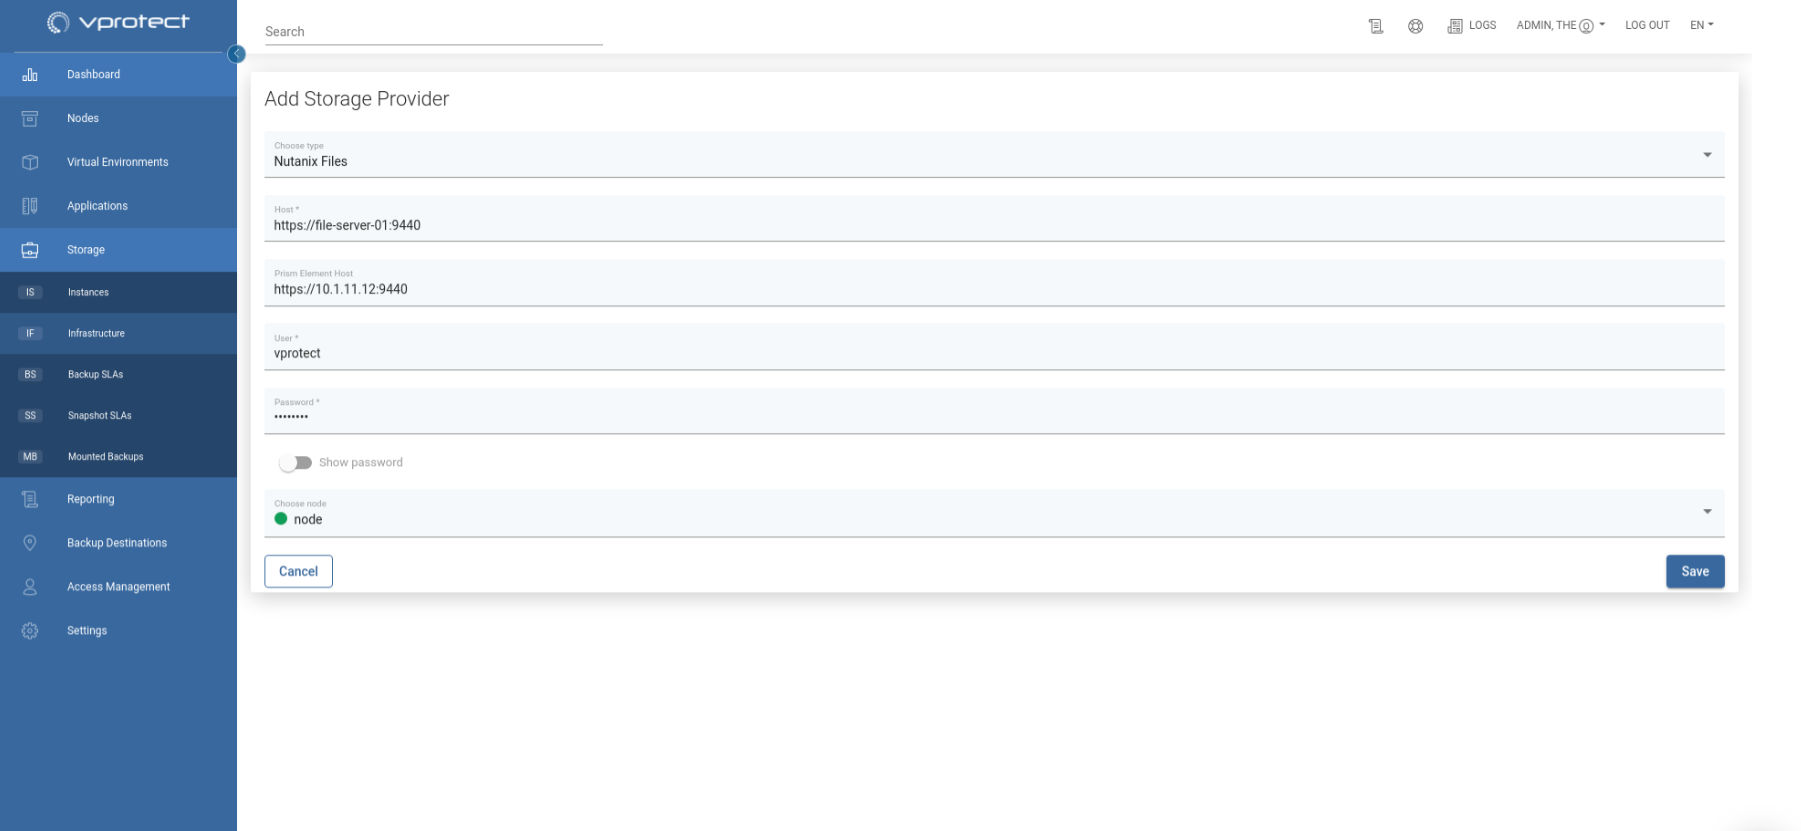 vprotect
Dashboard
Nodes
Virtual Environments
Applications
Storage
IS Instances
IF Infrastructure
BS Backup SLAs
SS Snapshot SLAs
MB Mounted Backups
Reporting
Backup Destinations
Access Management
Settings
Search
LOGS ADMIN, THE LOG OUT EN
Add Storage Provider
Choose type
Nutanix Files
Host *
https://file-server-01:9440
Prism Element Host
https://10.1.11.12:9440
User *
vprotect
Password *
••••••••
Show password
Choose node
node
Cancel Save